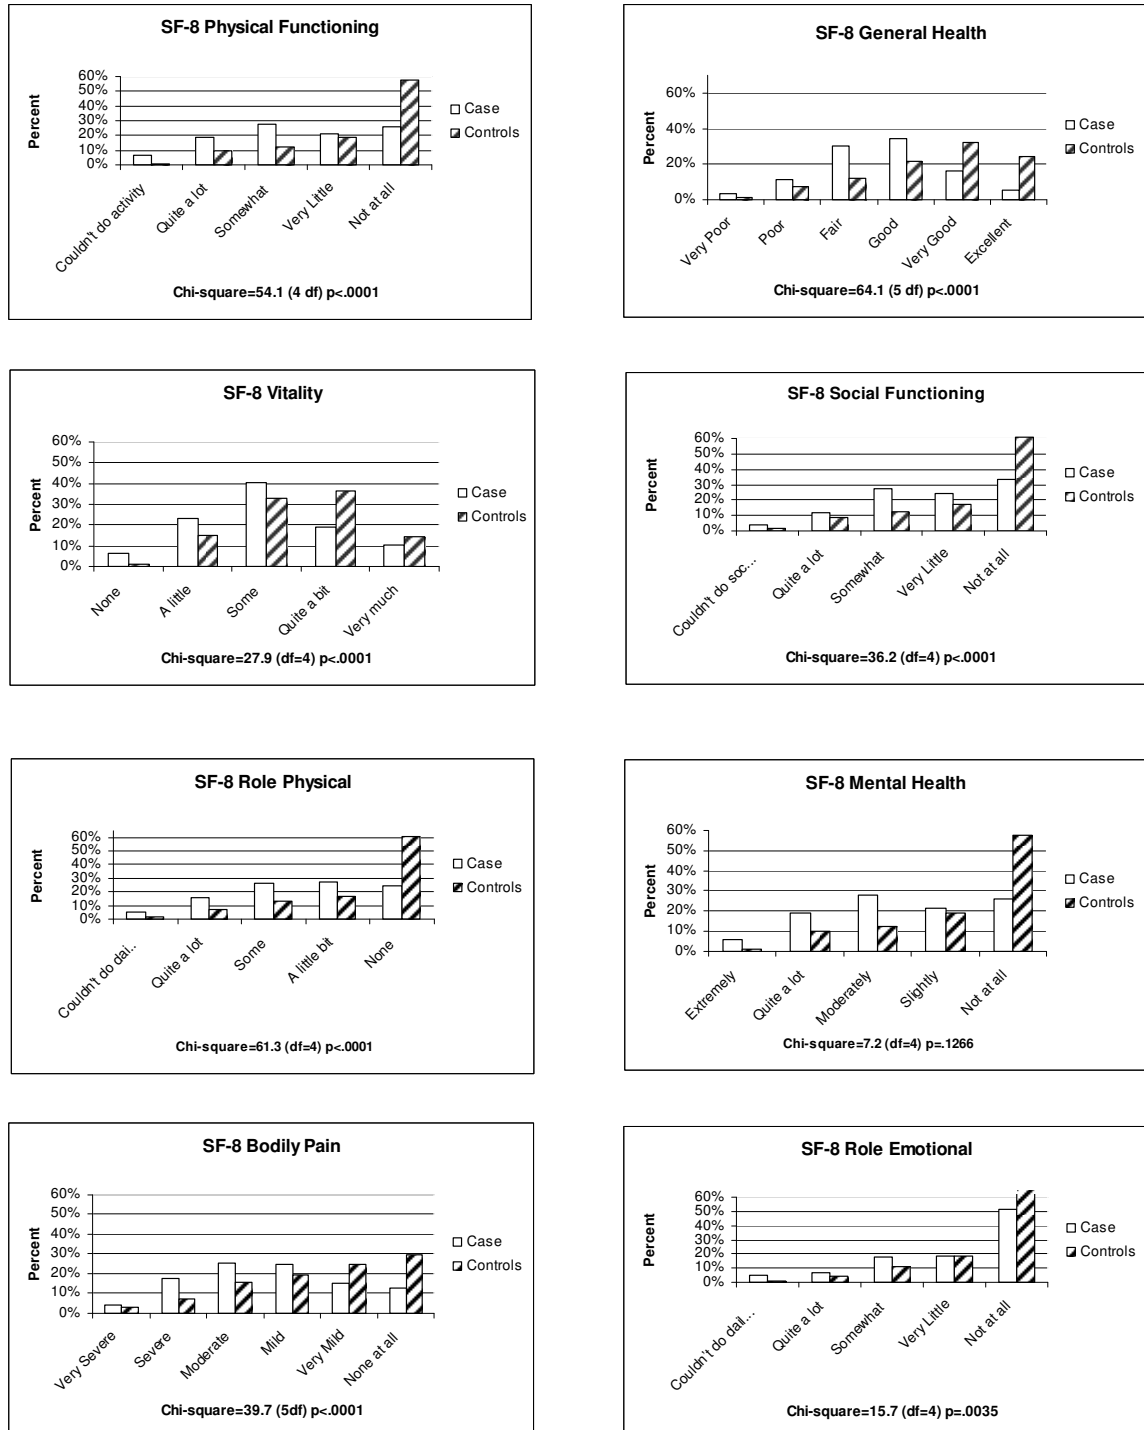 SF-8 Physical Functioning
Percent
60%
50%
40%
30%
20%
10%
0%
Couldn't do activity
Quite a lot
Somewhat
Very Little
Not at all
Case
Controls
Chi-square=54.1 (4 df) p<.0001
SF-8 General Health
Percent
60%
40%
20%
0%
Very Poor
Poor
Fair
Good
Very Good
Excellent
Case
Controls
Chi-square=64.1 (5 df) p<.0001
SF-8 Vitality
Percent
60%
50%
40%
30%
20%
10%
0%
None
A little
Some
Quite a bit
Very much
Case
Controls
Chi-square=27.9 (df=4) p<.0001
SF-8 Social Functioning
Percent
60%
50%
40%
30%
20%
10%
0%
Couldn't do soc...
Quite a lot
Somewhat
Very Little
Not at all
Case
Controls
Chi-square=36.2 (df=4) p<.0001
SF-8 Role Physical
Percent
60%
50%
40%
30%
20%
10%
0%
Couldn't do dai..
Quite a lot
Some
A little bit
None
Case
Controls
Chi-square=61.3 (df=4) p<.0001
SF-8 Mental Health
Percent
60%
50%
40%
30%
20%
10%
0%
Extremely
Quite a lot
Moderately
Slightly
Not at all
Case
Controls
Chi-square=7.2 (df=4) p=.1266
SF-8 Bodily Pain
Percent
60%
50%
40%
30%
20%
10%
0%
Very Severe
Severe
Moderate
Mild
Very Mild
None at all
Case
Controls
Chi-square=39.7 (5df) p<.0001
SF-8 Role Emotional
Percent
60%
50%
40%
30%
20%
10%
0%
Couldn't do dail...
Quite a lot
Somewhat
Very Little
Not at all
Case
Controls
Chi-square=15.7 (df=4) p=.0035